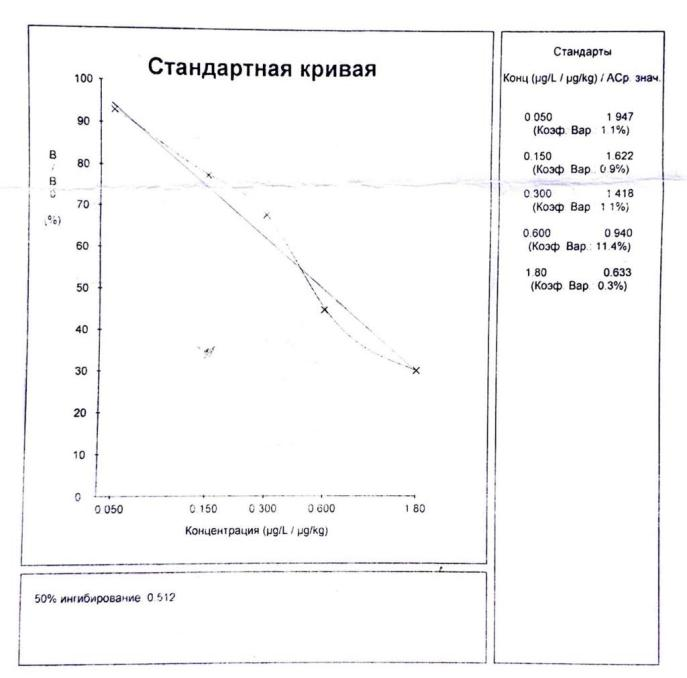 Стандартная кривая
100
90
80
70
60
50
40
30
20
10
0
B
/
B
0
(%)
0 050 0.150 0 300 0 600 1 80
Концентрация (µg/L / µg/kg)
Стандарты
Конц (µg/L / µg/kg) / АСр. знач.
0 050 1 947
(Коэф. Вар 1 1%)
0.150 1.622
(Коэф Вар.. 0 9%)
0.300 1 418
(Коэф Вар 1 1%)
0.600 0.940
(Коэф Вар.: 11.4%)
1.80 0.633
(Коэф. Вар. 0.3%)
50% ингибирование 0.512